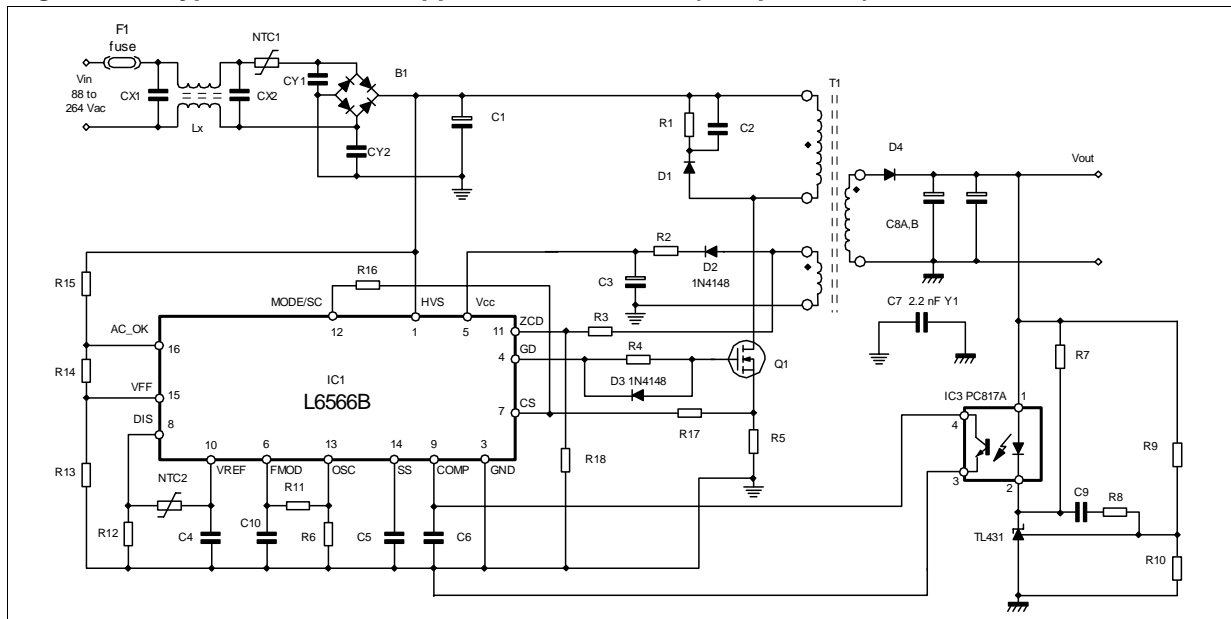 F1
fuse
NTC1
Vin
88 to
264 Vac
CX1
Lx
CX2
CY1
CY2
B1
C1
R1
C2
D1
T1
D4
Vout
C8A,B
R2
D2
1N4148
C3
C7 2.2 nF Y1
R15
R16
MODE/SC
HVS
Vcc
12
1
5
AC_OK
16
R14
VFF
15
DIS
8
R13
IC1
L6566B
11
ZCD
R3
4
GD
R4
D3 1N4148
Q1
7
CS
R17
R5
R18
10
6
13
14
9
3
VREF
FMOD
OSC
SS
COMP
GND
NTC2
R12
C4
C10
R11
R6
C5
C6
R7
IC3 PC817A
1
4
3
2
R9
C9
R8
TL431
R10